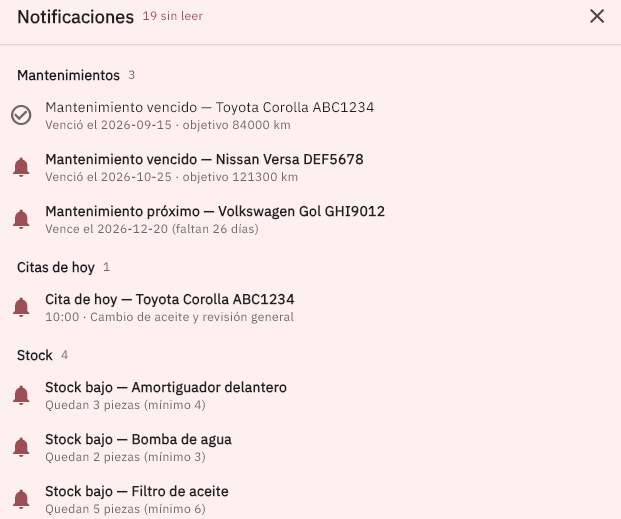 Notificaciones 19 sin leer
Mantenimientos 3
Mantenimiento vencido — Toyota Corolla ABC1234
Venció el 2026-09-15 · objetivo 84000 km
Mantenimiento vencido — Nissan Versa DEF5678
Venció el 2026-10-25 · objetivo 121300 km
Mantenimiento próximo — Volkswagen Gol GHI9012
Vence el 2026-12-20 (faltan 26 días)
Citas de hoy 1
Cita de hoy — Toyota Corolla ABC1234
10:00 · Cambio de aceite y revisión general
Stock 4
Stock bajo — Amortiguador delantero
Quedan 3 piezas (mínimo 4)
Stock bajo — Bomba de agua
Quedan 2 piezas (mínimo 3)
Stock bajo — Filtro de aceite
Quedan 5 piezas (mínimo 6)